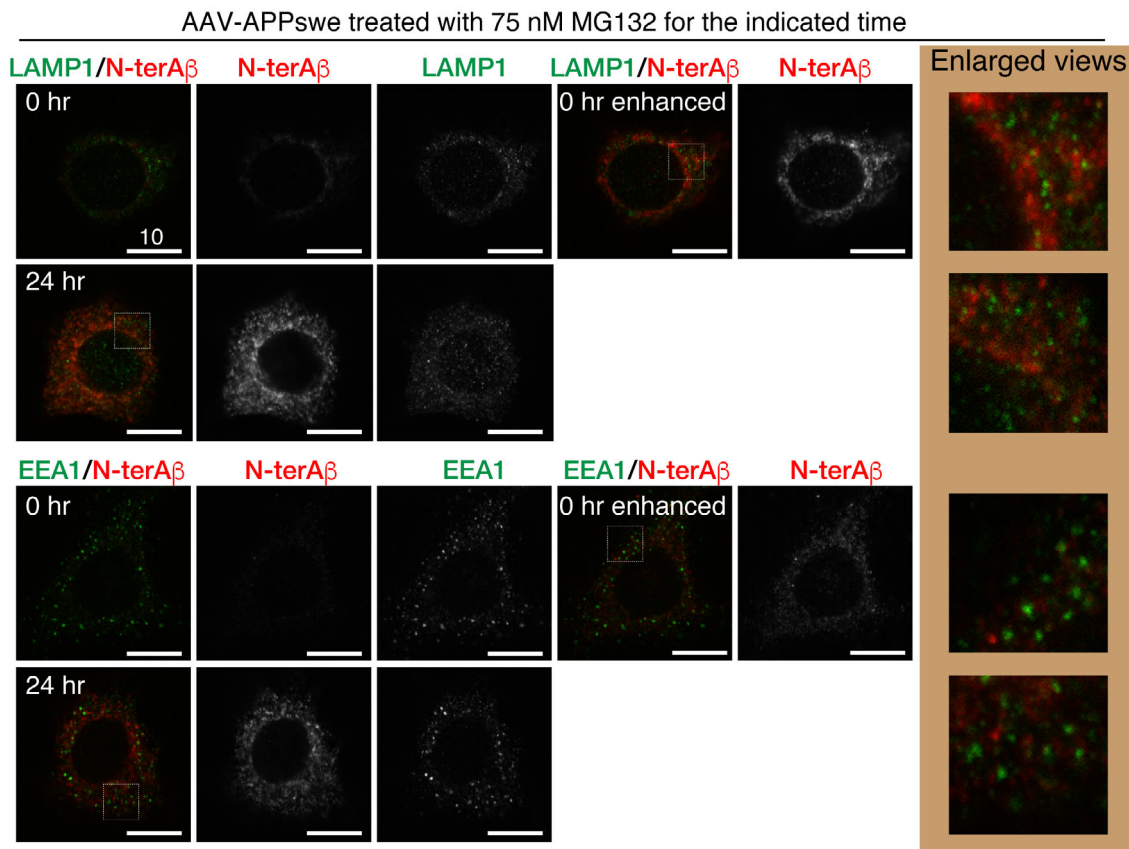 AAV-APPswe treated with 75 nM MG132 for the indicated time
LAMP1/N-terAβ N-terAβ LAMP1 LAMP1/N-terAβ N-terAβ Enlarged views
0 hr 0 hr enhanced
10
24 hr
EEA1/N-terAβ N-terAβ EEA1 EEA1/N-terAβ N-terAβ
0 hr 0 hr enhanced
24 hr